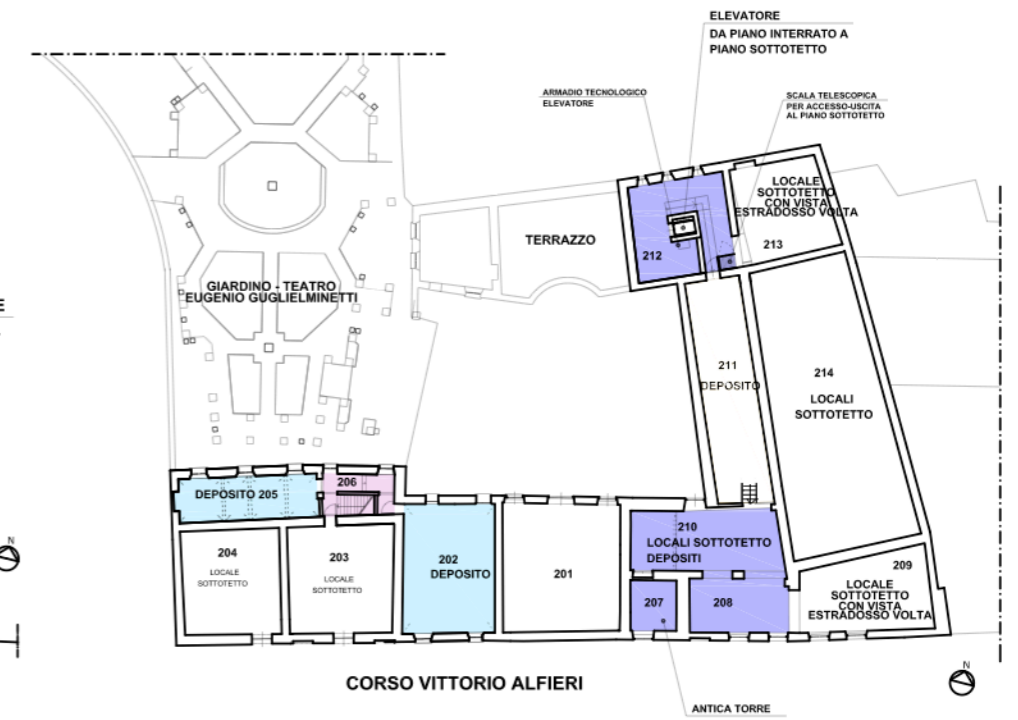 ELEVATORE
DA PIANO INTERRATO A
PIANO SOTTOTETTO
ARMADIO TECNOLOGICO
ELEVATORE
SCALA TELESCOPICA
PER ACCESSO-USCITA
AL PIANO SOTTOTETTO
LOCALE
SOTTOTETTO
CON VISTA
ESTRADOSSO VOLTA
213
TERRAZZO
212
GIARDINO - TEATRO
EUGENIO GUGLIELMINETTI
E
211
DEPOSITO
214
LOCALI
SOTTOTETTO
206
DEPOSITO 205
210
LOCALI SOTTOTETTO
DEPOSITI
204
LOCALE
SOTTOTETTO
203
LOCALE
SOTTOTETTO
202
DEPOSITO
201
209
LOCALE
SOTTOTETTO
CON VISTA
ESTRADOSSO VOLTA
207
208
N
N
CORSO VITTORIO ALFIERI
ANTICA TORRE